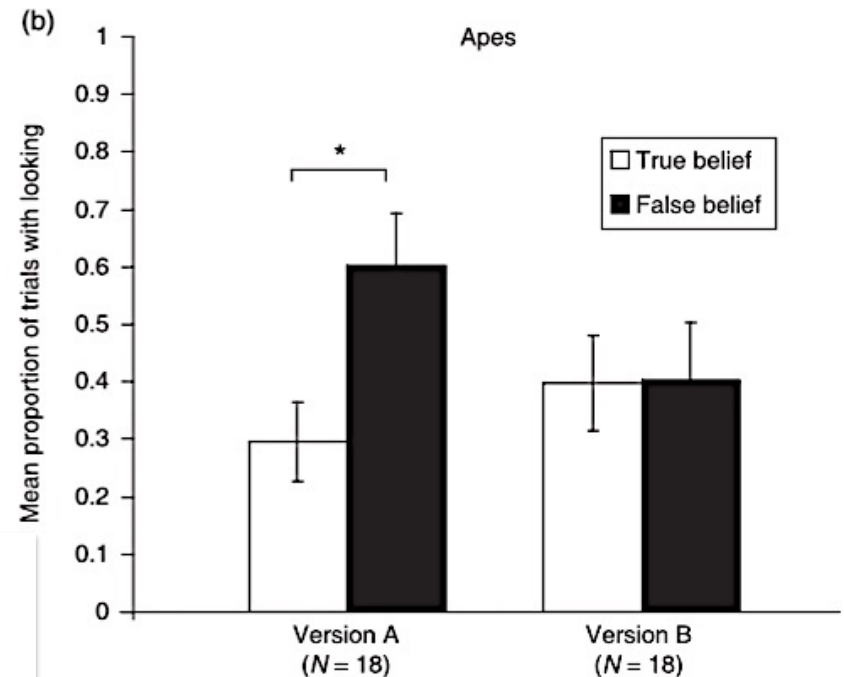 (b)
Apes
Mean proportion of trials with looking
1
0.9
0.8
0.7
0.6
0.5
0.4
0.3
0.2
0.1
0
*
True belief
False belief
Version A
(N = 18)
Version B
(N = 18)